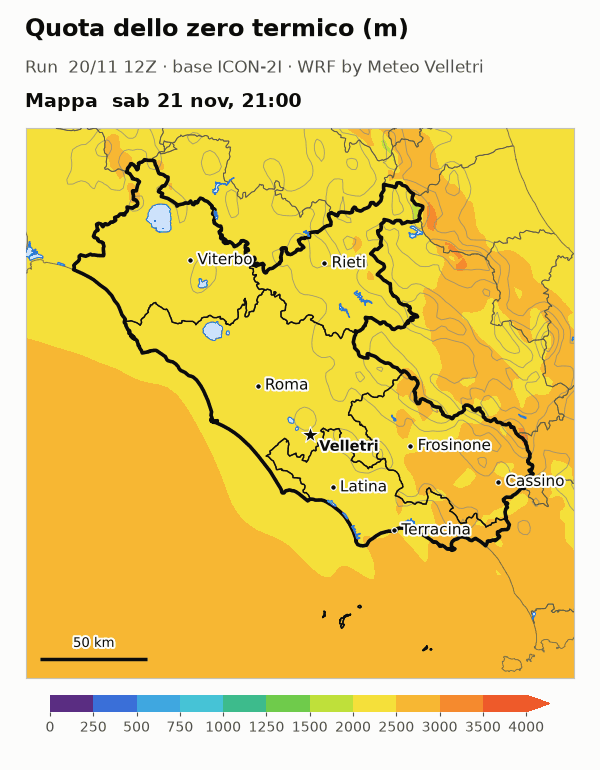 Quota dello zero termico (m)
Run  20/11 12Z · base ICON-2I · WRF by Meteo Velletri
Mappa  sab 21 nov, 21:00
Viterbo
Rieti
Roma
Velletri
Frosinone
Cassino
Latina
Terracina
50 km
0 250 500 750 1000 1250 1500 2000 2500 3000 3500 4000